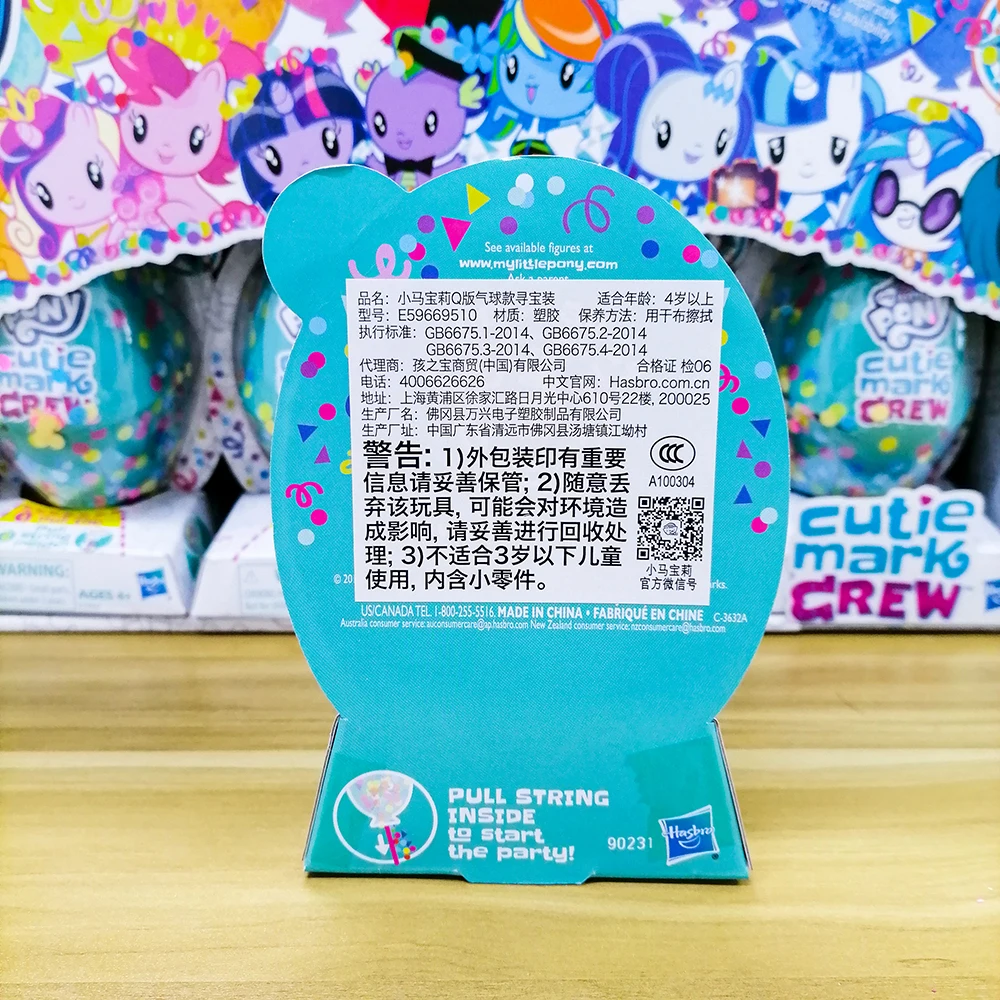 See available figures at
www.mylittlepony.com
Ask a parent
品名: 小马宝莉Q版气球款寻宝装 适合年龄: 4岁以上
型号: E59669510 材质: 塑胶 保养方法: 用干布擦拭
执行标准: GB6675.1-2014、GB6675.2-2014
GB6675.3-2014、GB6675.4-2014
代理商: 孩之宝商贸(中国)有限公司 合格证 检06
电话: 4006626626 中文官网: Hasbro.com.cn
地址: 上海黄浦区徐家汇路日月光中心610号22楼, 200025
生产厂名: 佛冈县万兴电子塑胶制品有限公司
生产厂址: 中国广东省清远市佛冈县汤塘镇江坳村
警告: 1)外包装印有重要
信息请妥善保管; 2)随意丢
弃该玩具, 可能会对环境造
成影响, 请妥善进行回收处
理; 3)不适合3岁以下儿童
使用, 内含小零件。
CCC
A100304
小马宝莉
官方微信号
US/CANADA TEL. 1-800-255-5516. MADE IN CHINA • FABRIQUÉ EN CHINE C-3632A
Australia consumer service: auconsumercare@ap.hasbro.com New Zealand consumer service: nzconsumercare@hasbro.com
PULL STRING
INSIDE
to start
the party!
90231
Hasbro
PONY
cutie
mark
CREW
PONY
cutie
mark
CREW
WARNING:
AGES 4+
cutie
mark
CREW